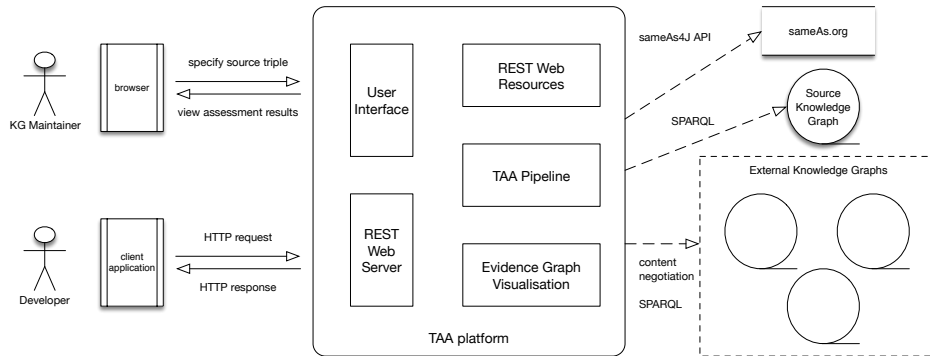 KG Maintainer
browser
specify source triple
view assessment results
Developer
client
application
HTTP request
HTTP response
User
Interface
REST
Web
Server
REST Web
Resources
TAA Pipeline
Evidence Graph
Visualisation
TAA platform
sameAs4J API
sameAs.org
SPARQL
Source
Knowledge
Graph
External Knowledge Graphs
content
negotiation
SPARQL